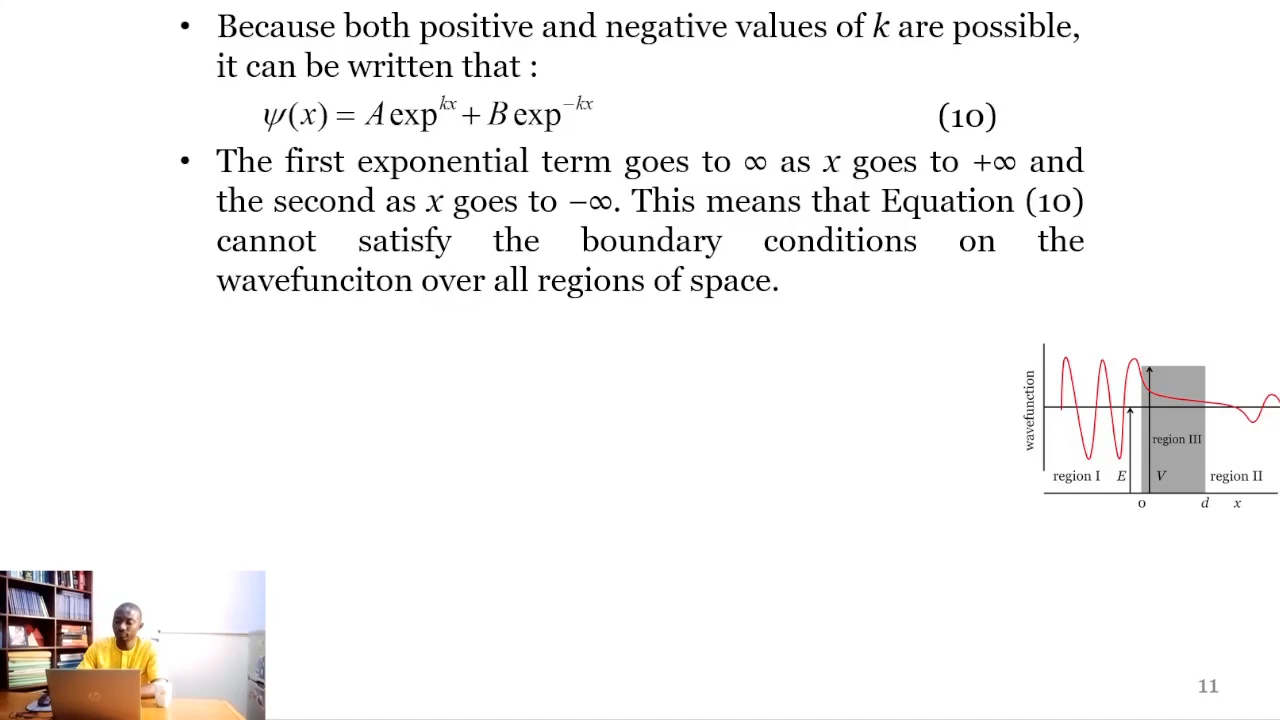 • Because both positive and negative values of k are possible,
it can be written that :
ψ(x) = A exp^{kx} + B exp^{−kx} (10)
• The first exponential term goes to ∞ as x goes to +∞ and
the second as x goes to −∞. This means that Equation (10)
cannot satisfy the boundary conditions on the
wavefunciton over all regions of space.
wavefunction
region III
region I E V region II
0 d x
11